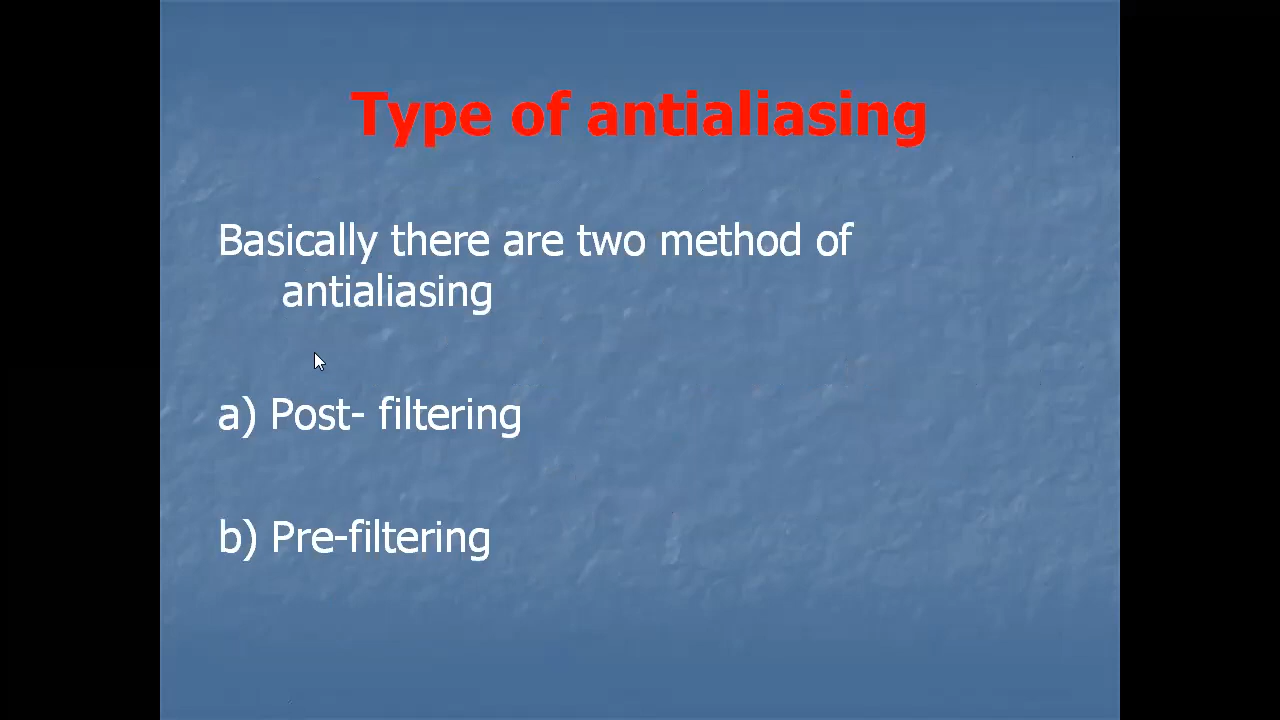 Type of antialiasing
Basically there are two method of
antialiasing
a) Post- filtering
b) Pre-filtering